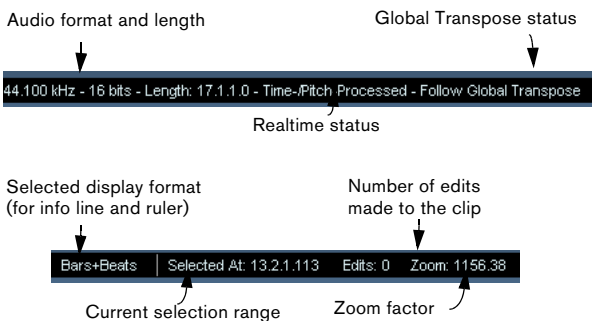 Audio format and length
Global Transpose status
44.100 kHz - 16 bits - Length: 17.1.1.0 - Time-/Pitch Processed - Follow Global Transpose
Realtime status
Selected display format
(for info line and ruler)
Number of edits
made to the clip
Bars+Beats | Selected At: 13.2.1.113 Edits: 0 Zoom: 1156.38
Current selection range
Zoom factor